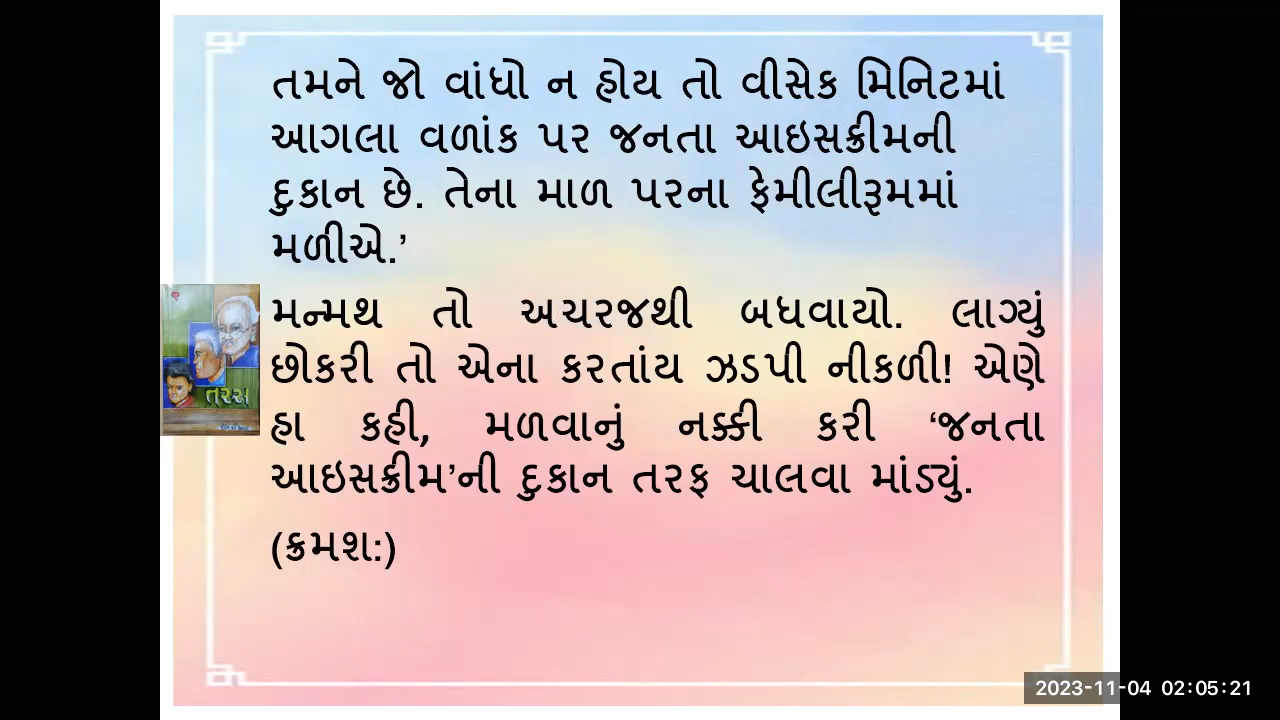 તમને જો વાંધો ન હોય તો વીસેક મિનિટમાં
આગલા વળાંક પર જનતા આઇસક્રીમની
દુકાન છે. તેના માળ પરના ફેમીલીરૂમમાં
મળીએ.’
મન્મથ તો અચરજથી બધવાયો. લાગ્યું
છોકરી તો એના કરતાંય ઝડપી નીકળી! એણે
હા કહી, મળવાનું નક્કી કરી ‘જનતા
આઇસક્રીમ’ની દુકાન તરફ ચાલવા માંડ્યું.
(ક્રમશ:)
તરસ
2023-11-04 02:05:21